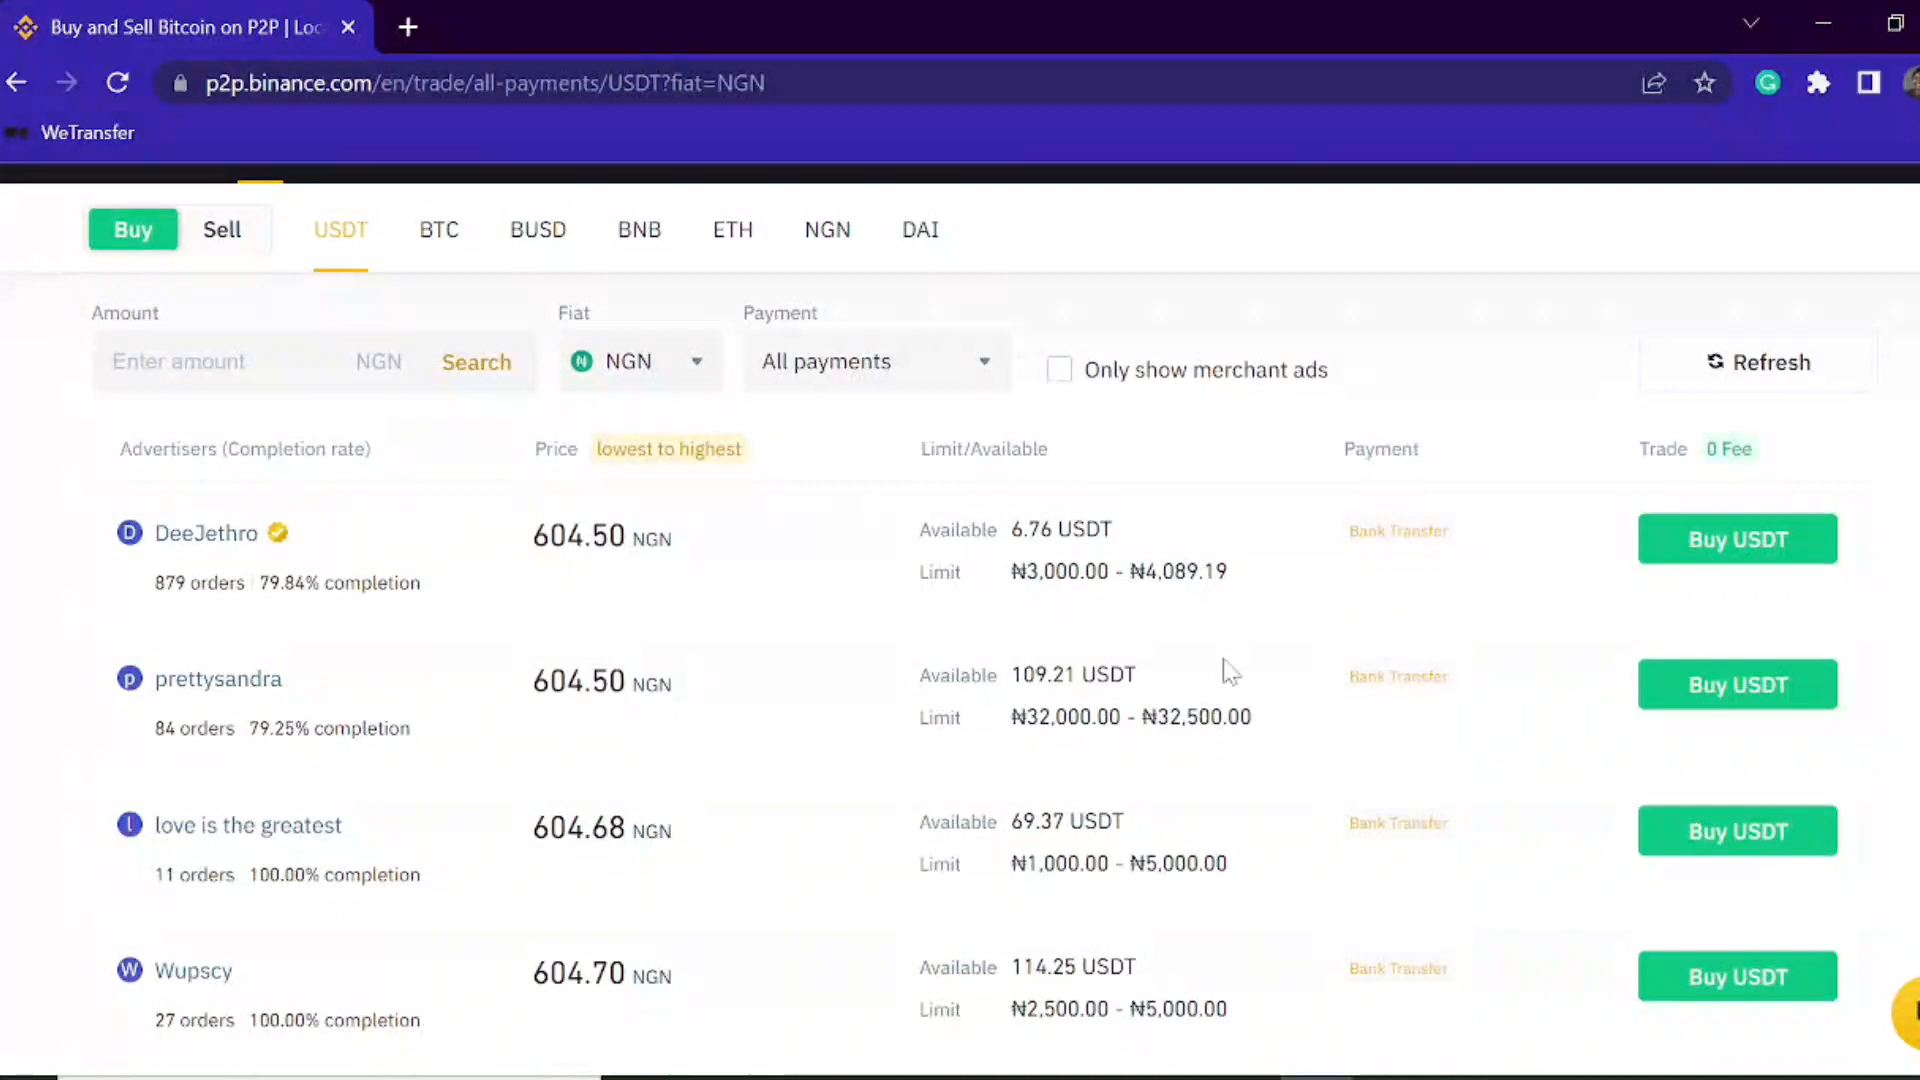 Buy and Sell Bitcoin on P2P | Loc
p2p.binance.com/en/trade/all-payments/USDT?fiat=NGN
WeTransfer
Buy Sell USDT BTC BUSD BNB ETH NGN DAI
Amount Fiat Payment
Enter amount NGN Search NGN All payments Only show merchant ads Refresh
Advertisers (Completion rate) Price lowest to highest Limit/Available Payment Trade 0 Fee
D DeeJethro 604.50 NGN Available 6.76 USDT Bank Transfer Buy USDT
879 orders 79.84% completion Limit ₦3,000.00 - ₦4,089.19
p prettysandra 604.50 NGN Available 109.21 USDT Bank Transfer Buy USDT
84 orders 79.25% completion Limit ₦32,000.00 - ₦32,500.00
l love is the greatest 604.68 NGN Available 69.37 USDT Bank Transfer Buy USDT
11 orders 100.00% completion Limit ₦1,000.00 - ₦5,000.00
W Wupscy 604.70 NGN Available 114.25 USDT Bank Transfer Buy USDT
27 orders 100.00% completion Limit ₦2,500.00 - ₦5,000.00